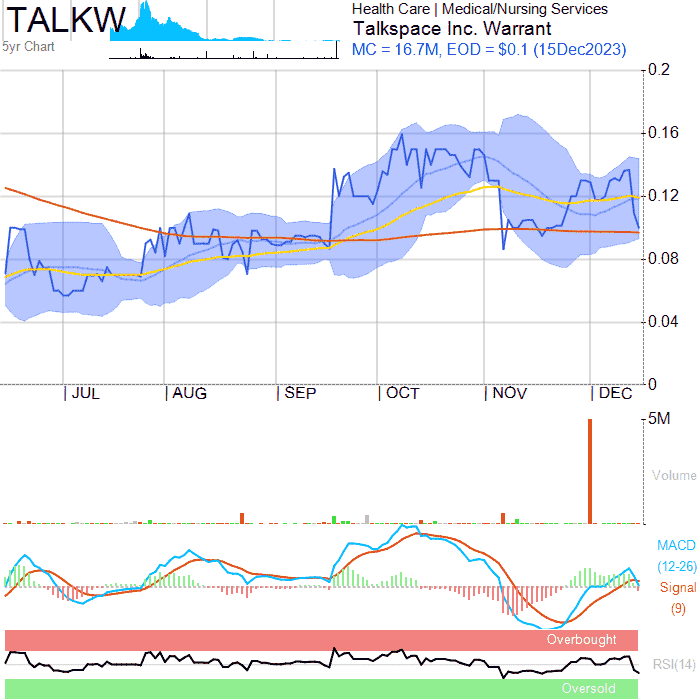 TALKW
5yr Chart
Health Care | Medical/Nursing Services
Talkspace Inc. Warrant
MC = 16.7M, EOD = $0.1 (15Dec2023)
0.2
0.16
0.12
0.08
0.04
0
| JUL | AUG | SEP | OCT | NOV | DEC
5M
Volume
MACD
(12-26)
Signal
(9)
Overbought
RSI(14)
Oversold